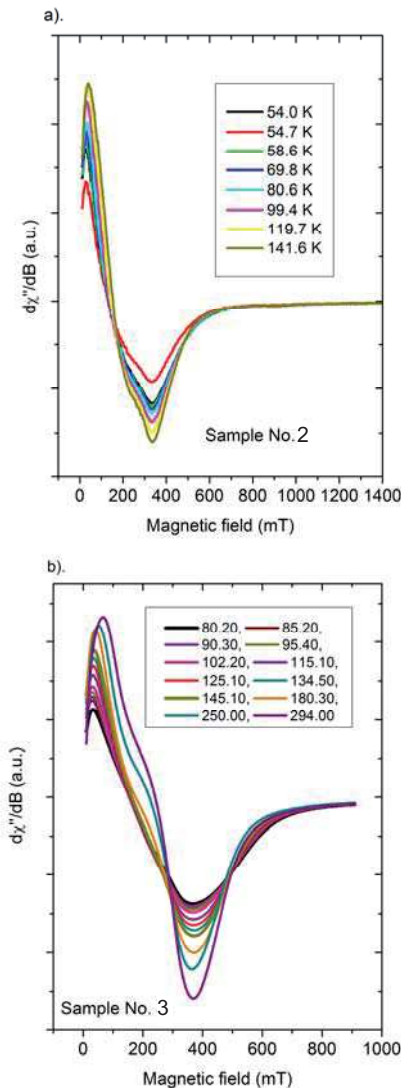 a).
dχ"/dB (a.u.)
54.0 K
54.7 K
58.6 K
69.8 K
80.6 K
99.4 K
119.7 K
141.6 K
Sample No.2
0 200 400 600 800 1000 1200 1400
Magnetic field (mT)
b).
dχ"/dB (a.u.)
80.20, 85.20,
90.30, 95.40,
102.20, 115.10,
125.10, 134.50,
145.10, 180.30,
250.00, 294.00
Sample No. 3
0 200 400 600 800 1000
Magnetic field (mT)